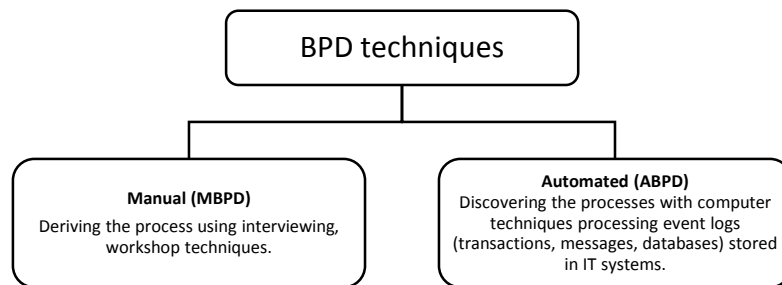 BPD techniques
Manual (MBPD)
Deriving the process using interviewing,
workshop techniques.
Automated (ABPD)
Discovering the processes with computer
techniques processing event logs
(transactions, messages, databases) stored
in IT systems.